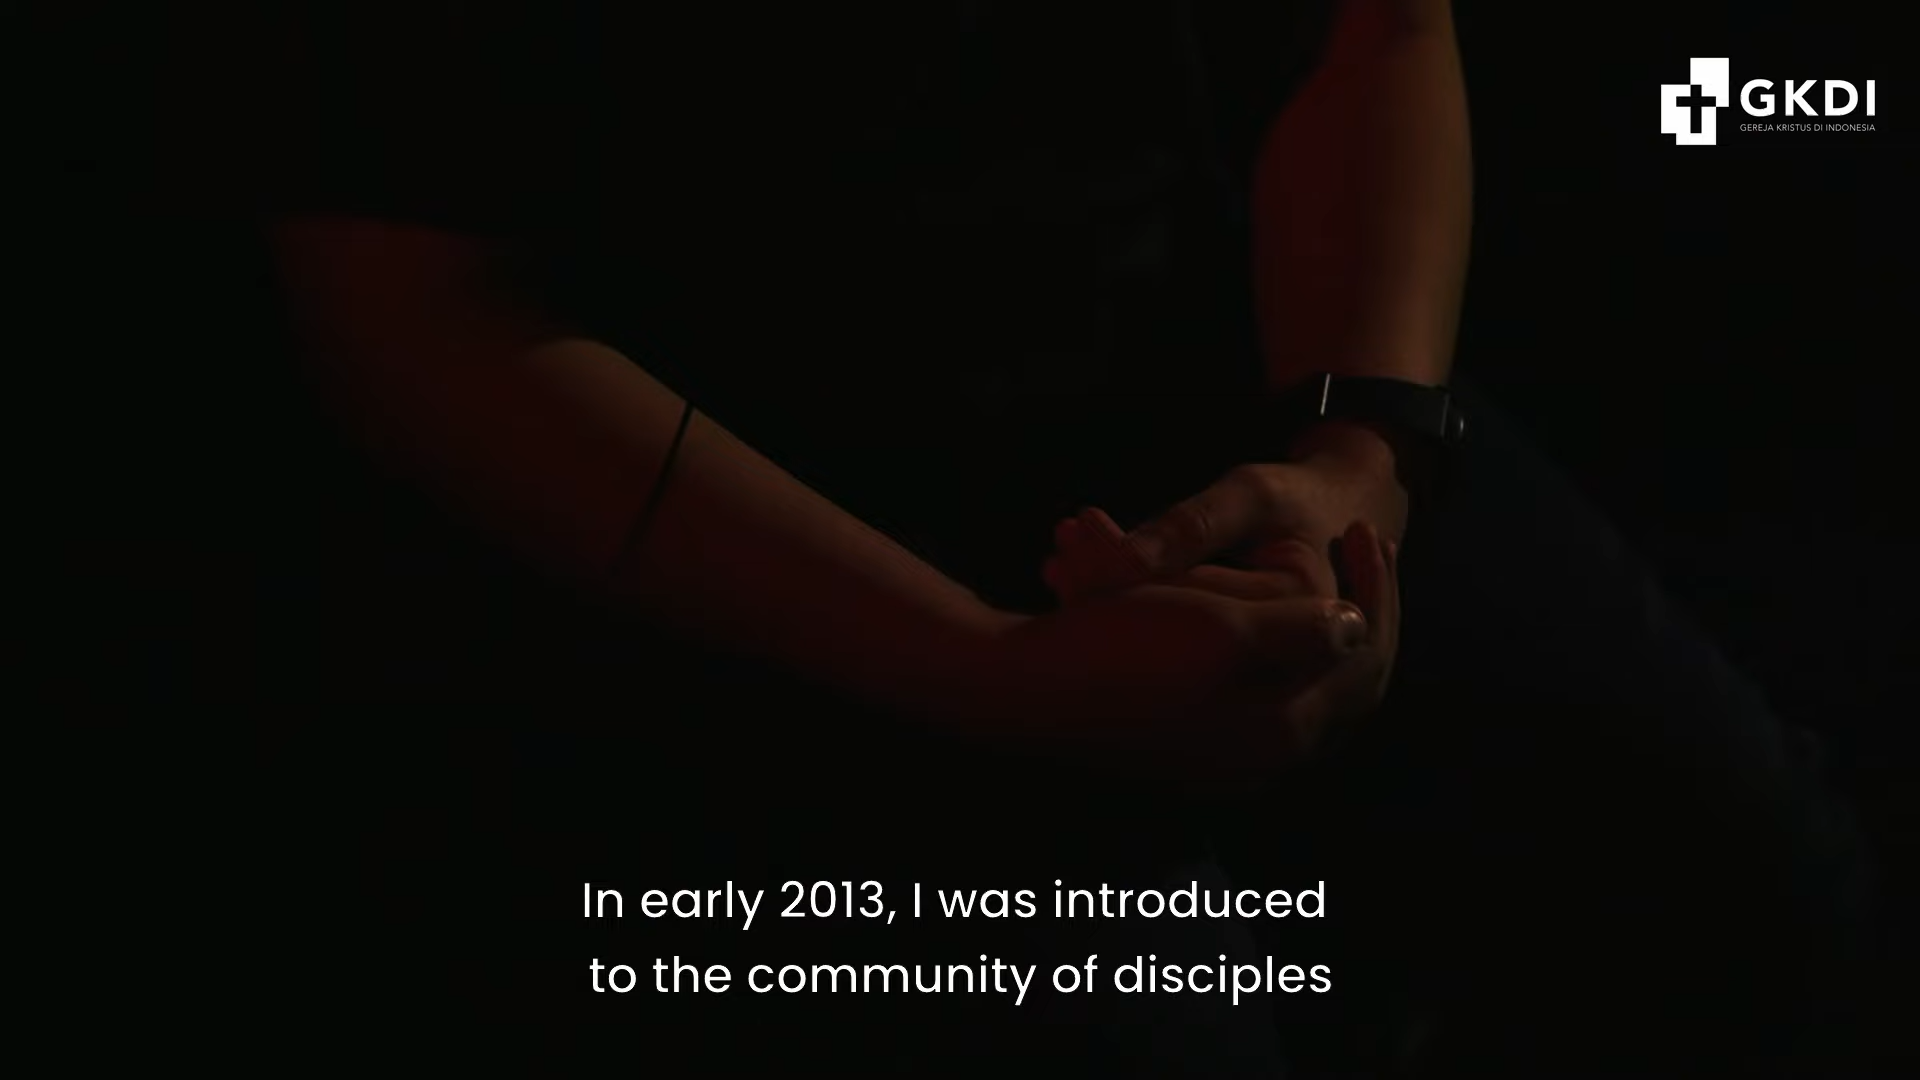 GKDI
GEREJA KRISTUS DI INDONESIA
In early 2013, I was introduced
to the community of disciples